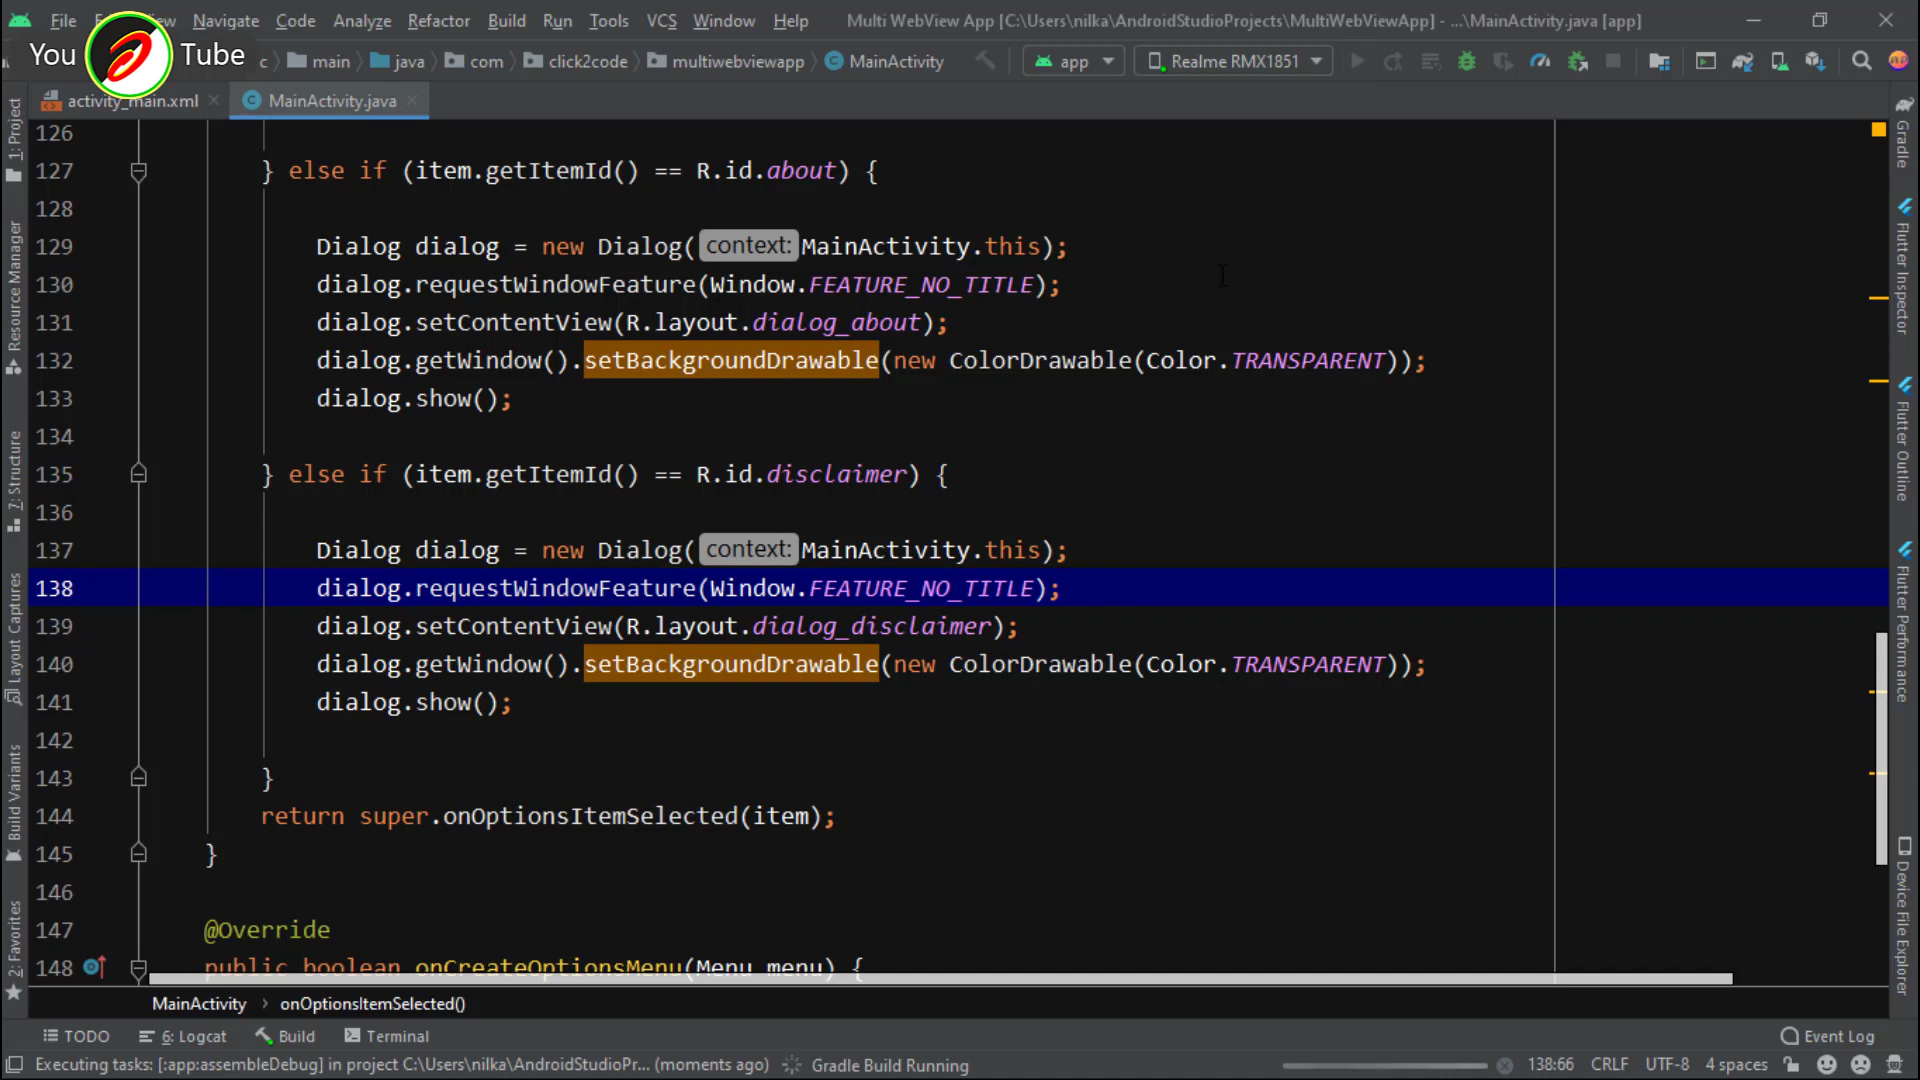 File Edit View Navigate Code Analyze Refactor Build Run Tools VCS Window Help Multi WebView App [C:\Users\nilka\AndroidStudioProjects\MultiWebViewApp] - ...\MainActivity.java [app]
You Tube
c main java com click2code multiwebviewapp MainActivity app Realme RMX1851
activity_main.xml MainActivity.java
126
127 } else if (item.getItemId() == R.id.about) {
128
129 Dialog dialog = new Dialog( context: MainActivity.this);
130 dialog.requestWindowFeature(Window.FEATURE_NO_TITLE);
131 dialog.setContentView(R.layout.dialog_about);
132 dialog.getWindow().setBackgroundDrawable(new ColorDrawable(Color.TRANSPARENT));
133 dialog.show();
134
135 } else if (item.getItemId() == R.id.disclaimer) {
136
137 Dialog dialog = new Dialog( context: MainActivity.this);
138 dialog.requestWindowFeature(Window.FEATURE_NO_TITLE);
139 dialog.setContentView(R.layout.dialog_disclaimer);
140 dialog.getWindow().setBackgroundDrawable(new ColorDrawable(Color.TRANSPARENT));
141 dialog.show();
142
143 }
144 return super.onOptionsItemSelected(item);
145 }
146
147 @Override
148 public boolean onCreateOptionsMenu(Menu menu) {
1: Project
Resource Manager
7: Structure
Layout Captures
Build Variants
2: Favorites
Gradle
Flutter Inspector
Flutter Outline
Flutter Performance
Device File Explorer
MainActivity › onOptionsItemSelected()
TODO 6: Logcat Build Terminal Event Log
Executing tasks: [:app:assembleDebug] in project C:\Users\nilka\AndroidStudioPr... (moments ago) Gradle Build Running 138:66 CRLF UTF-8 4 spaces